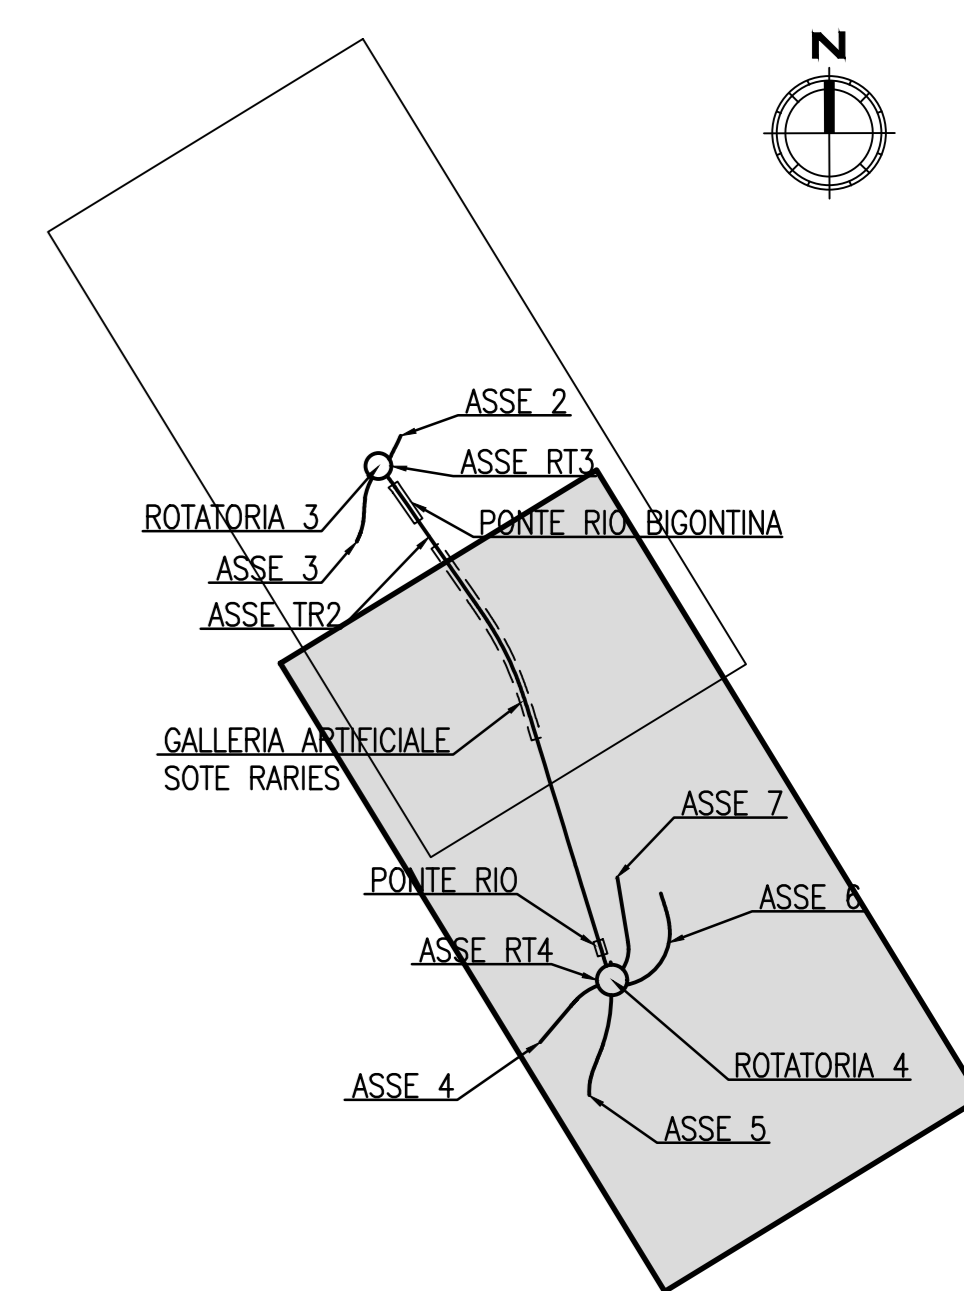 N
ASSE 2
ASSE RT3
ROTATORIA 3
PONTE RIO BIGONTINA
ASSE 3
ASSE TR2
GALLERIA ARTIFICIALE
SOTE RARIES
ASSE 7
PONTE RIO
ASSE 6
ASSE RT4
ROTATORIA 4
ASSE 4
ASSE 5